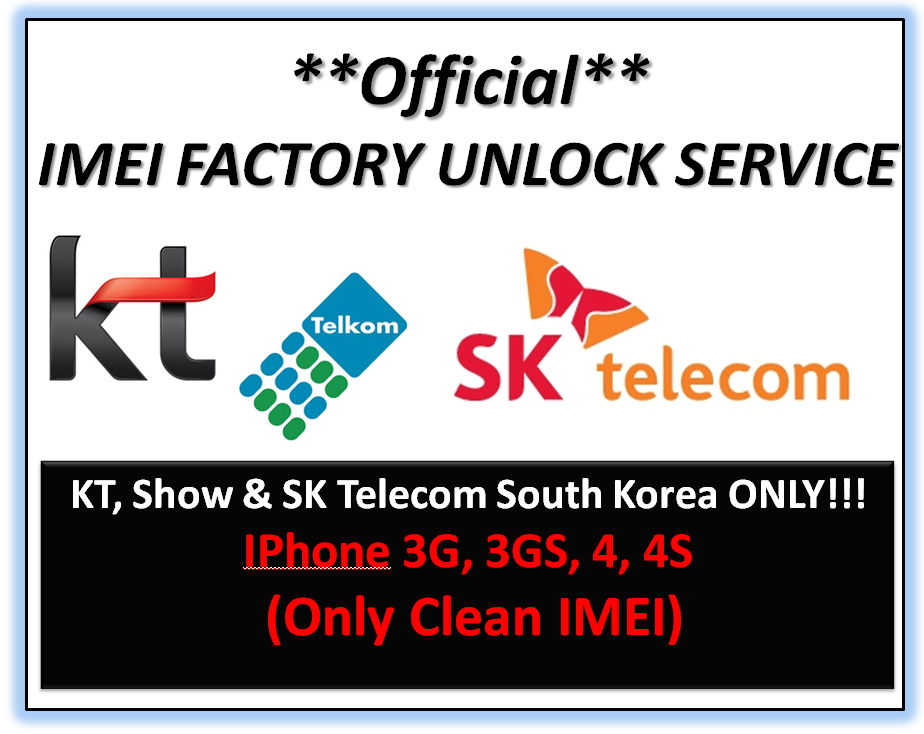 **Official**
IMEI FACTORY UNLOCK SERVICE
kt
Telkom
SK telecom
KT, Show & SK Telecom South Korea ONLY!!!
IPhone 3G, 3GS, 4, 4S
(Only Clean IMEI)